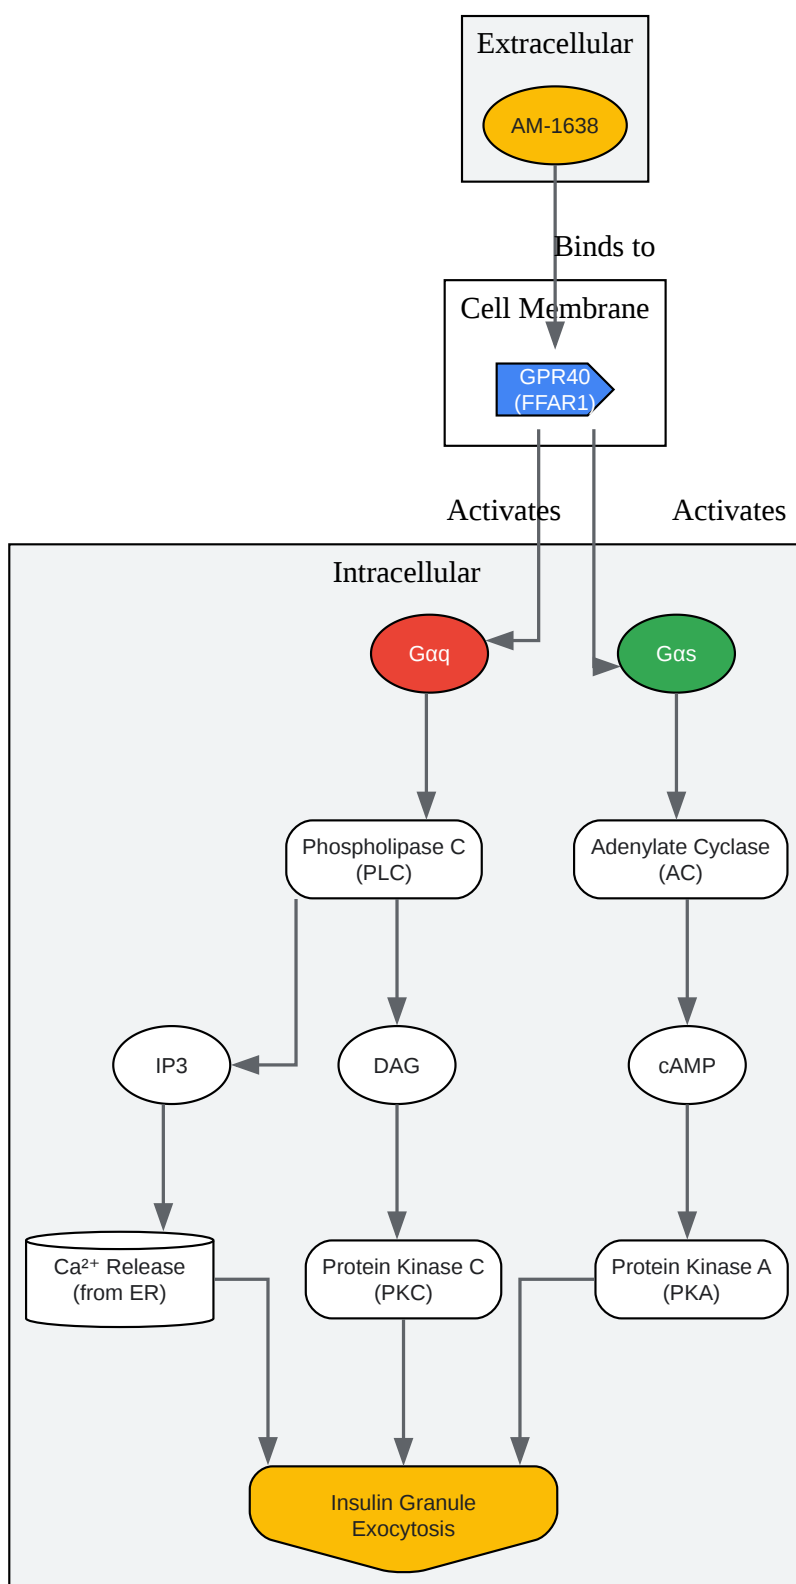 Extracellular
AM-1638
Binds to
Cell Membrane
GPR40
(FFAR1)
Activates
Activates
Intracellular
Gαq
Gαs
Phospholipase C
(PLC)
Adenylate Cyclase
(AC)
IP3
DAG
cAMP
Ca²⁺ Release
(from ER)
Protein Kinase C
(PKC)
Protein Kinase A
(PKA)
Insulin Granule
Exocytosis